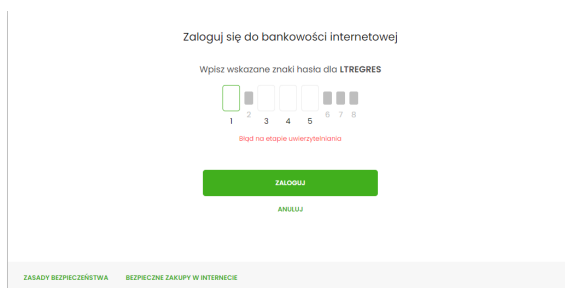 Zaloguj się do bankowości internetowej
Wpisz wskazane znaki hasła dla LTREGRES
1 2 3 4 5 6 7 8
Błąd na etapie uwierzytelniania
ZALOGUJ
ANULUJ
ZASADY BEZPIECZEŃSTWA BEZPIECZNE ZAKUPY W INTERNECIE